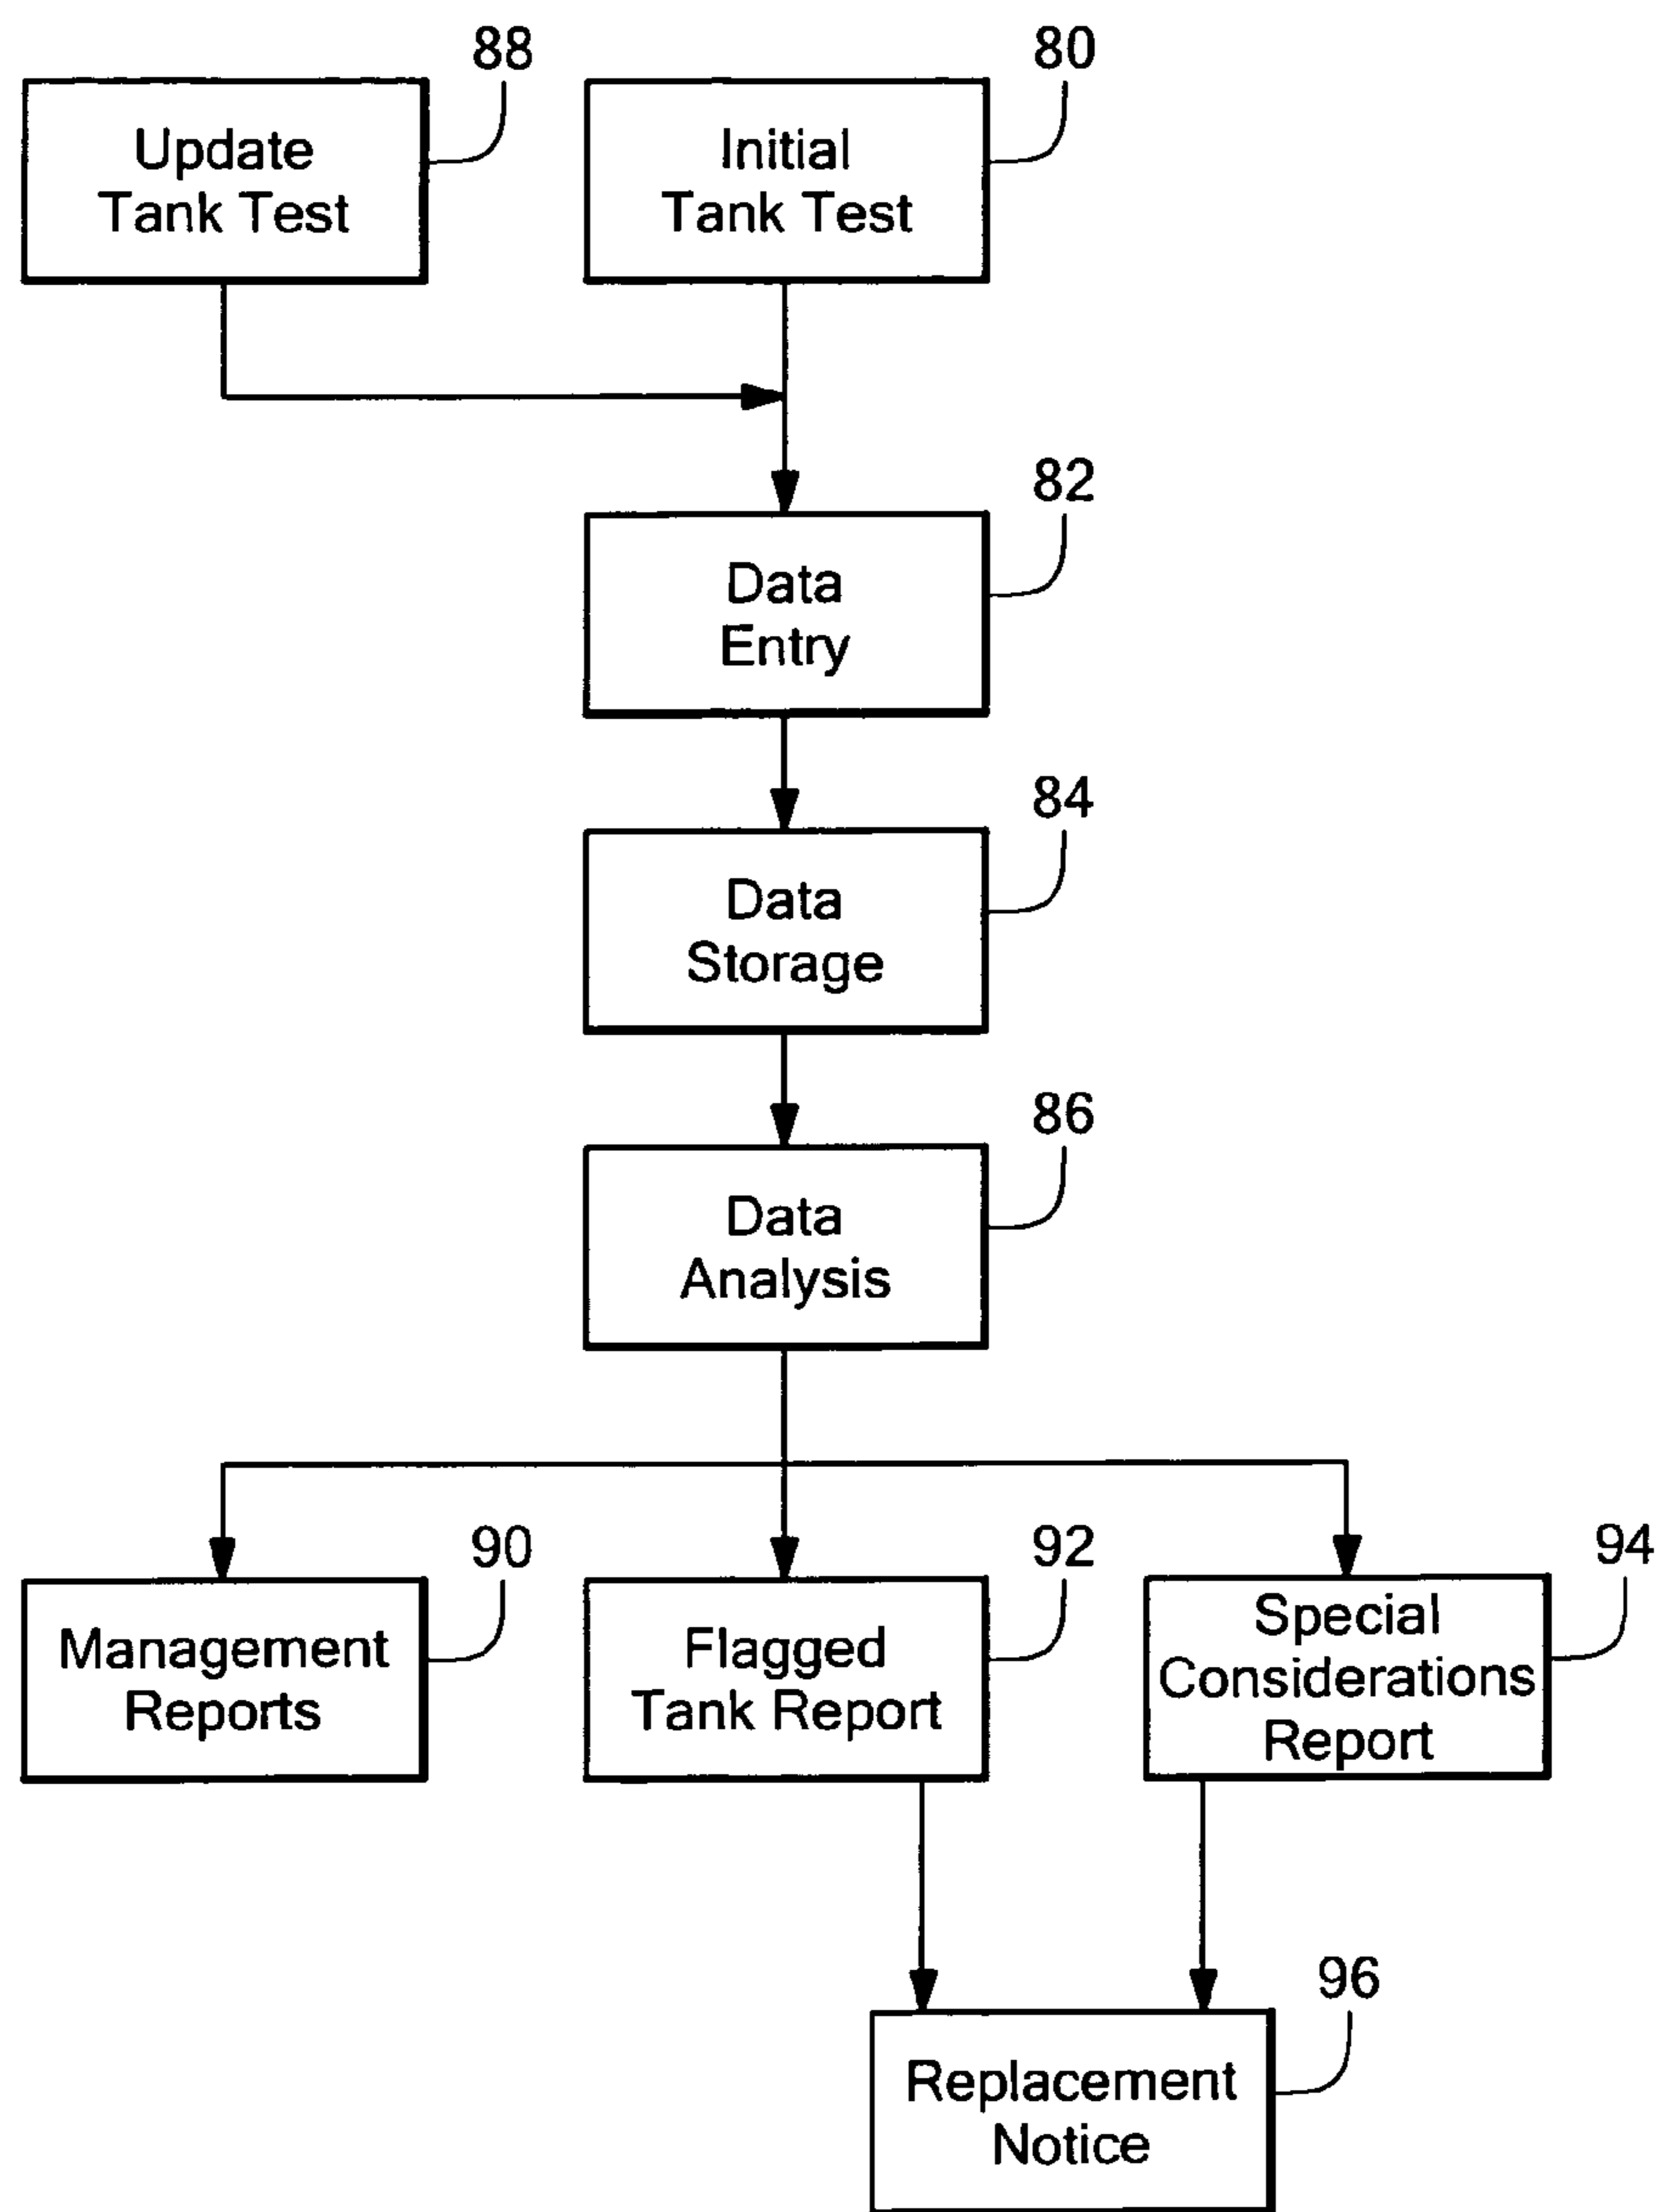 88
80
Update
Tank Test
Initial
Tank Test
82
Data
Entry
84
Data
Storage
86
Data
Analysis
90
92
94
Management
Reports
Flagged
Tank Report
Special
Considerations
Report
96
Replacement
Notice